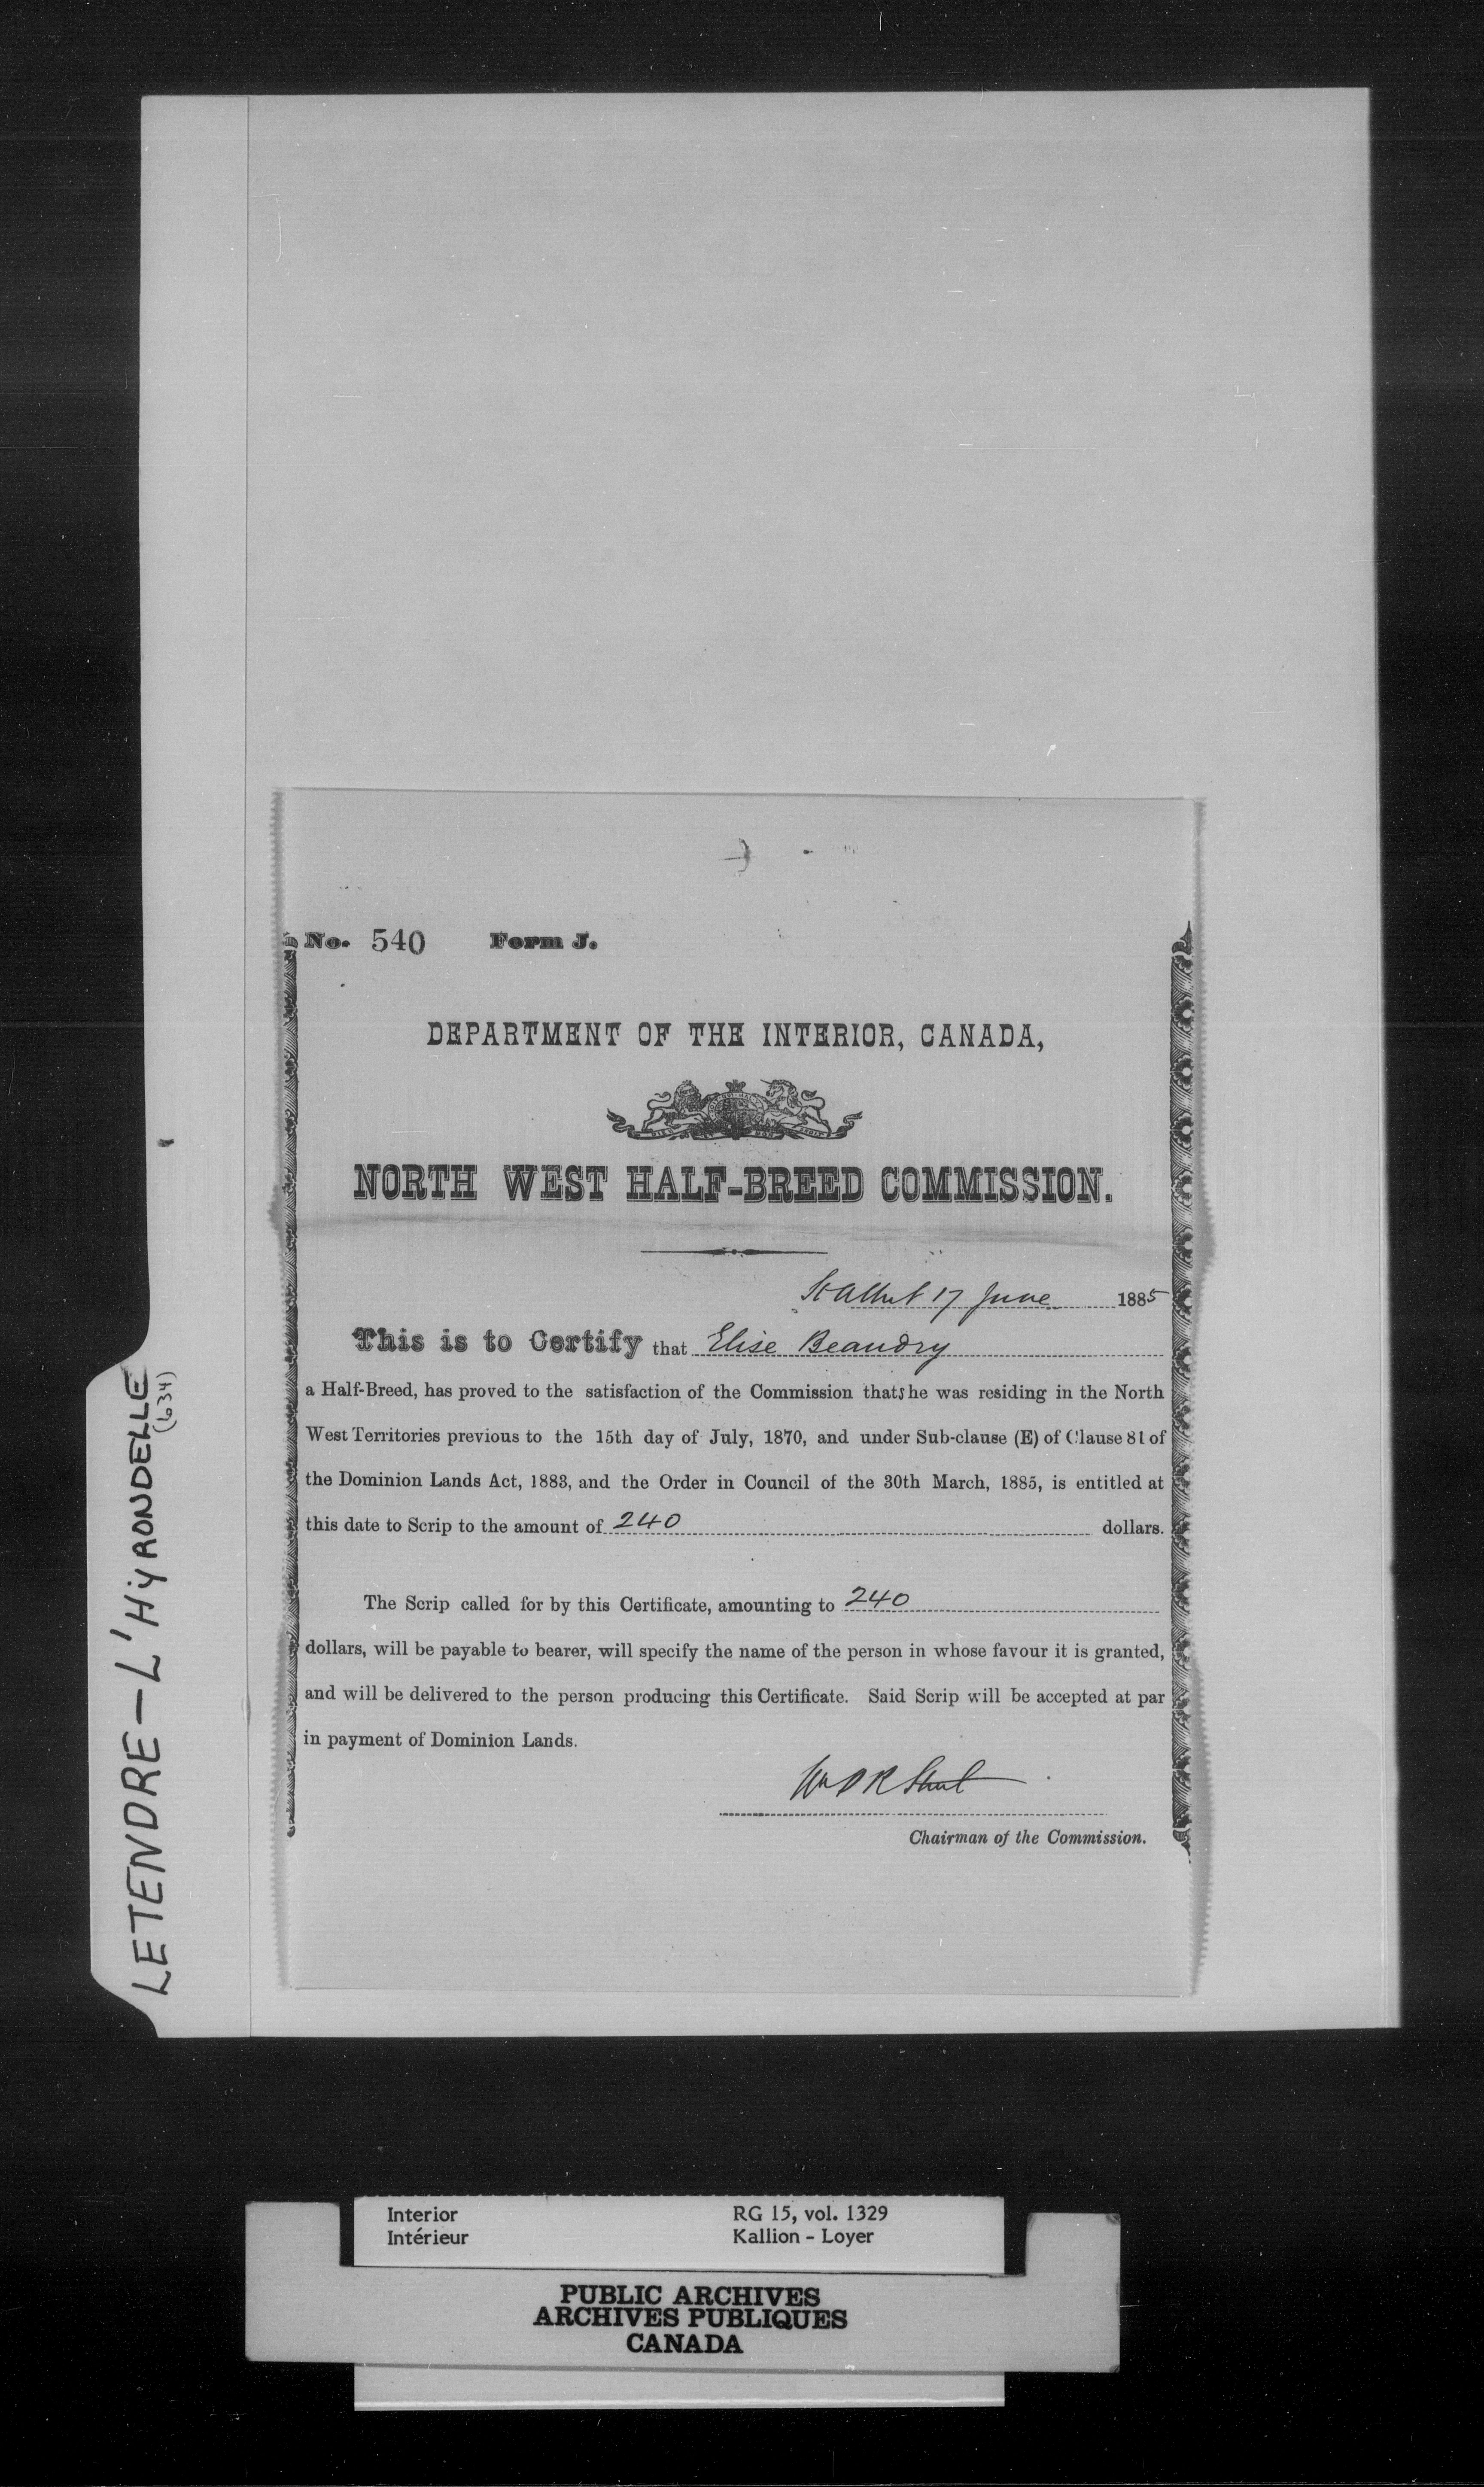 No. 540 Form J.
DEPARTMENT OF THE INTERIOR, CANADA,
NORTH WEST HALF-BREED COMMISSION.
St Albert 17 June 1885
This is to Certify that Elise Beaudry
a Half-Breed, has proved to the satisfaction of the Commission that she was residing in the North
West Territories previous to the 15th day of July, 1870, and under Sub-clause (E) of Clause 81 of
the Dominion Lands Act, 1883, and the Order in Council of the 30th March, 1885, is entitled at
this date to Scrip to the amount of 240 dollars.
The Scrip called for by this Certificate, amounting to 240
dollars, will be payable to bearer, will specify the name of the person in whose favour it is granted,
and will be delivered to the person producing this Certificate. Said Scrip will be accepted at par
in payment of Dominion Lands.
Wm P R Street
Chairman of the Commission.
LETENDRE-L'HYRONDELLE
(634)
Interior RG 15, vol. 1329
Intérieur Kallion - Loyer
PUBLIC ARCHIVES
ARCHIVES PUBLIQUES
CANADA